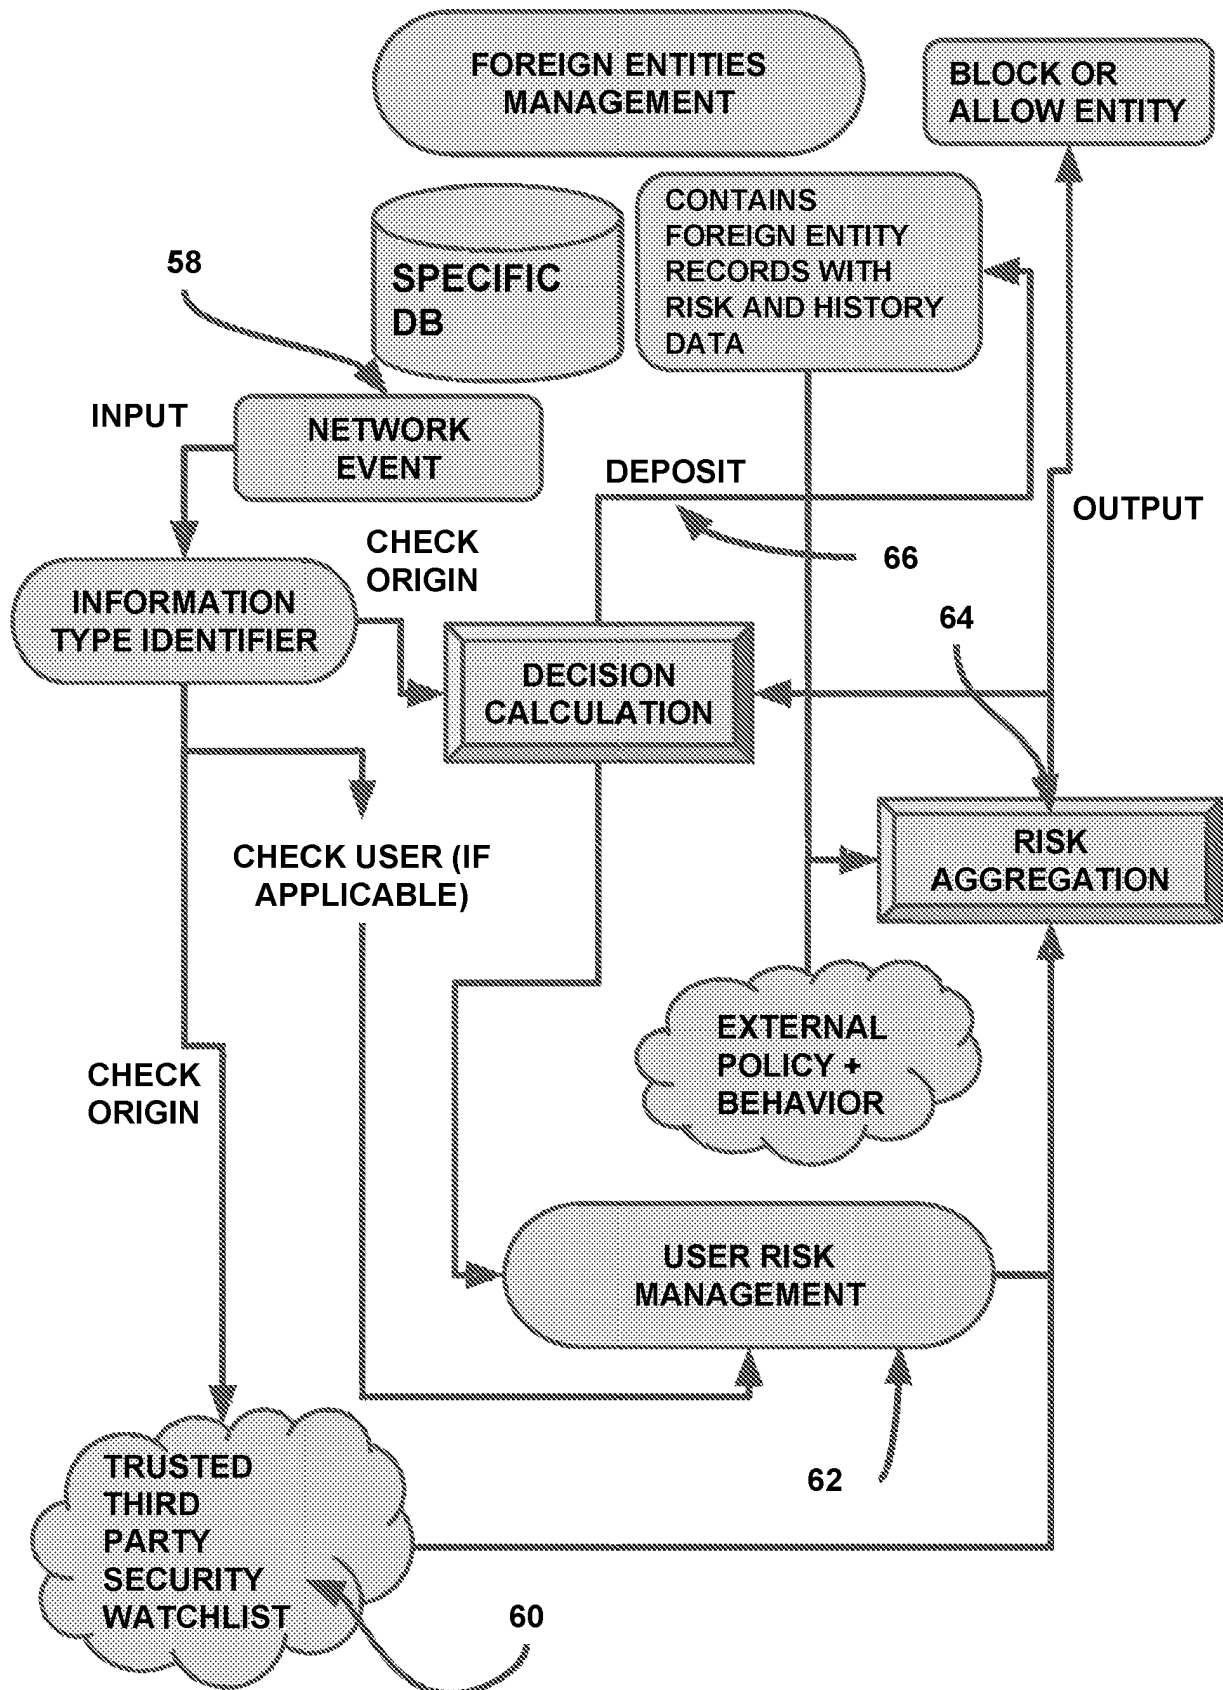 FOREIGN ENTITIES
MANAGEMENT
BLOCK OR
ALLOW ENTITY
CONTAINS
FOREIGN ENTITY
RECORDS WITH
RISK AND HISTORY
DATA
SPECIFIC
DB
58
INPUT
NETWORK
EVENT
DEPOSIT
OUTPUT
CHECK
ORIGIN
66
INFORMATION
TYPE IDENTIFIER
64
DECISION
CALCULATION
CHECK USER (IF
APPLICABLE)
RISK
AGGREGATION
EXTERNAL
POLICY +
BEHAVIOR
CHECK
ORIGIN
USER RISK
MANAGEMENT
62
TRUSTED
THIRD
PARTY
SECURITY
WATCHLIST
60